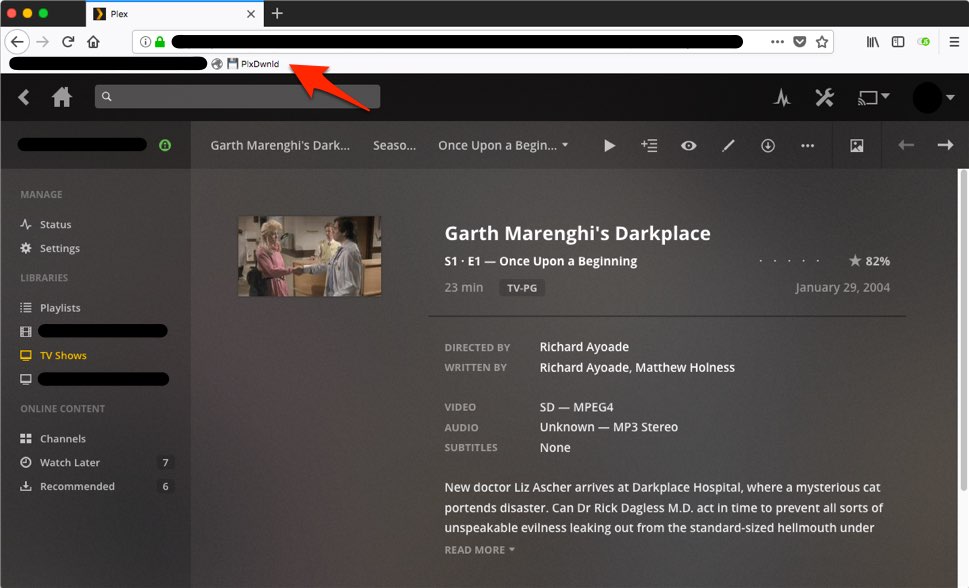 Plex
PlxDwnld
Garth Marenghi's Dark... Seaso... Once Upon a Begin...
MANAGE
Status
Settings
LIBRARIES
Playlists
TV Shows
ONLINE CONTENT
Channels
Watch Later 7
Recommended 6
Garth Marenghi's Darkplace
S1 · E1 — Once Upon a Beginning 82%
23 min TV-PG January 29, 2004
DIRECTED BY Richard Ayoade
WRITTEN BY Richard Ayoade, Matthew Holness
VIDEO SD — MPEG4
AUDIO Unknown — MP3 Stereo
SUBTITLES None
New doctor Liz Ascher arrives at Darkplace Hospital, where a mysterious cat
portends disaster. Can Dr Rick Dagless M.D. act in time to prevent all sorts of
unspeakable evilness leaking out from the standard-sized hellmouth under
READ MORE